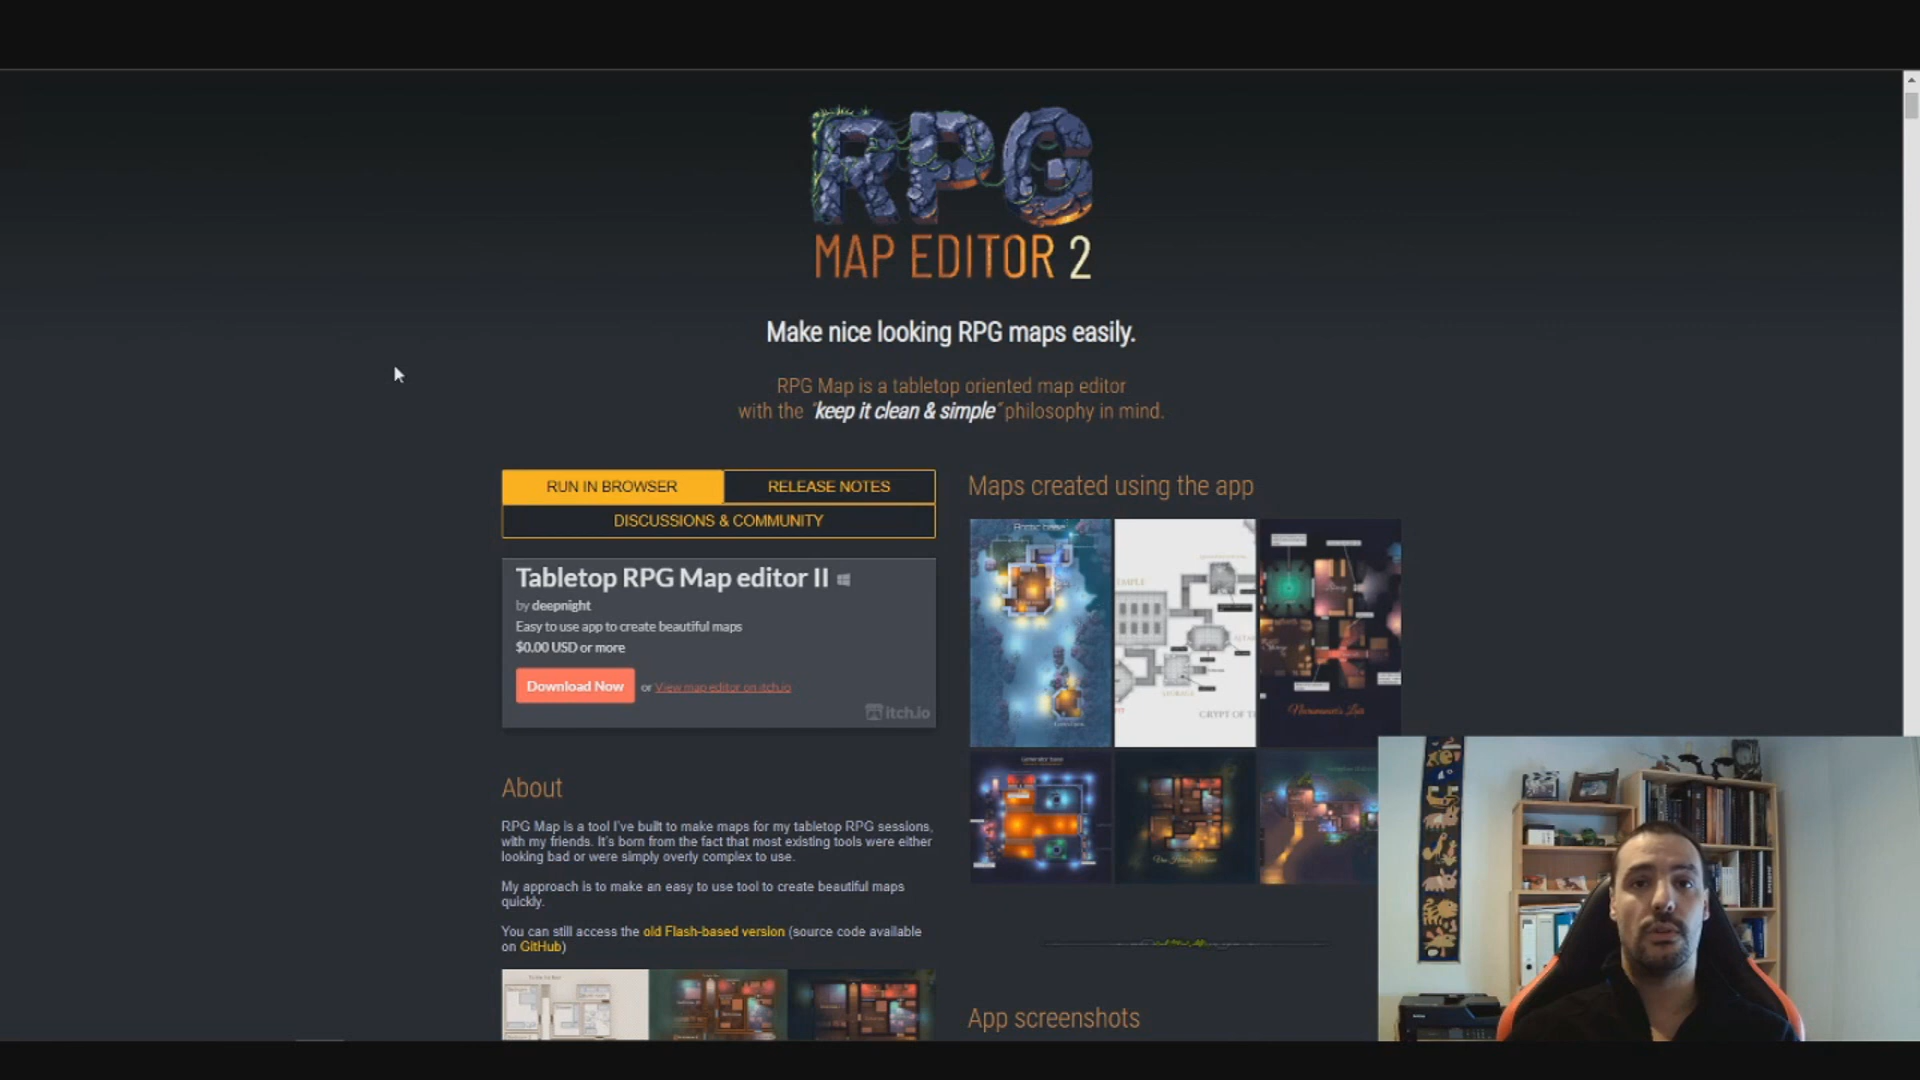 RPG
MAP EDITOR 2
Make nice looking RPG maps easily.
RPG Map is a tabletop oriented map editor
with the "keep it clean & simple" philosophy in mind.
RUN IN BROWSER
RELEASE NOTES
DISCUSSIONS & COMMUNITY
Tabletop RPG Map editor II
by deepnight
Easy to use app to create beautiful maps
$0.00 USD or more
Download Now or View map editor on itch.io
itch.io
About
RPG Map is a tool I've built to make maps for my tabletop RPG sessions,
with my friends. It's born from the fact that most existing tools were either
looking bad or were simply overly complex to use.
My approach is to make an easy to use tool to create beautiful maps
quickly.
You can still access the old Flash-based version (source code available
on GitHub)
Maps created using the app
Arctic base
CRYPT OF T
Necromancer's Lair
App screenshots